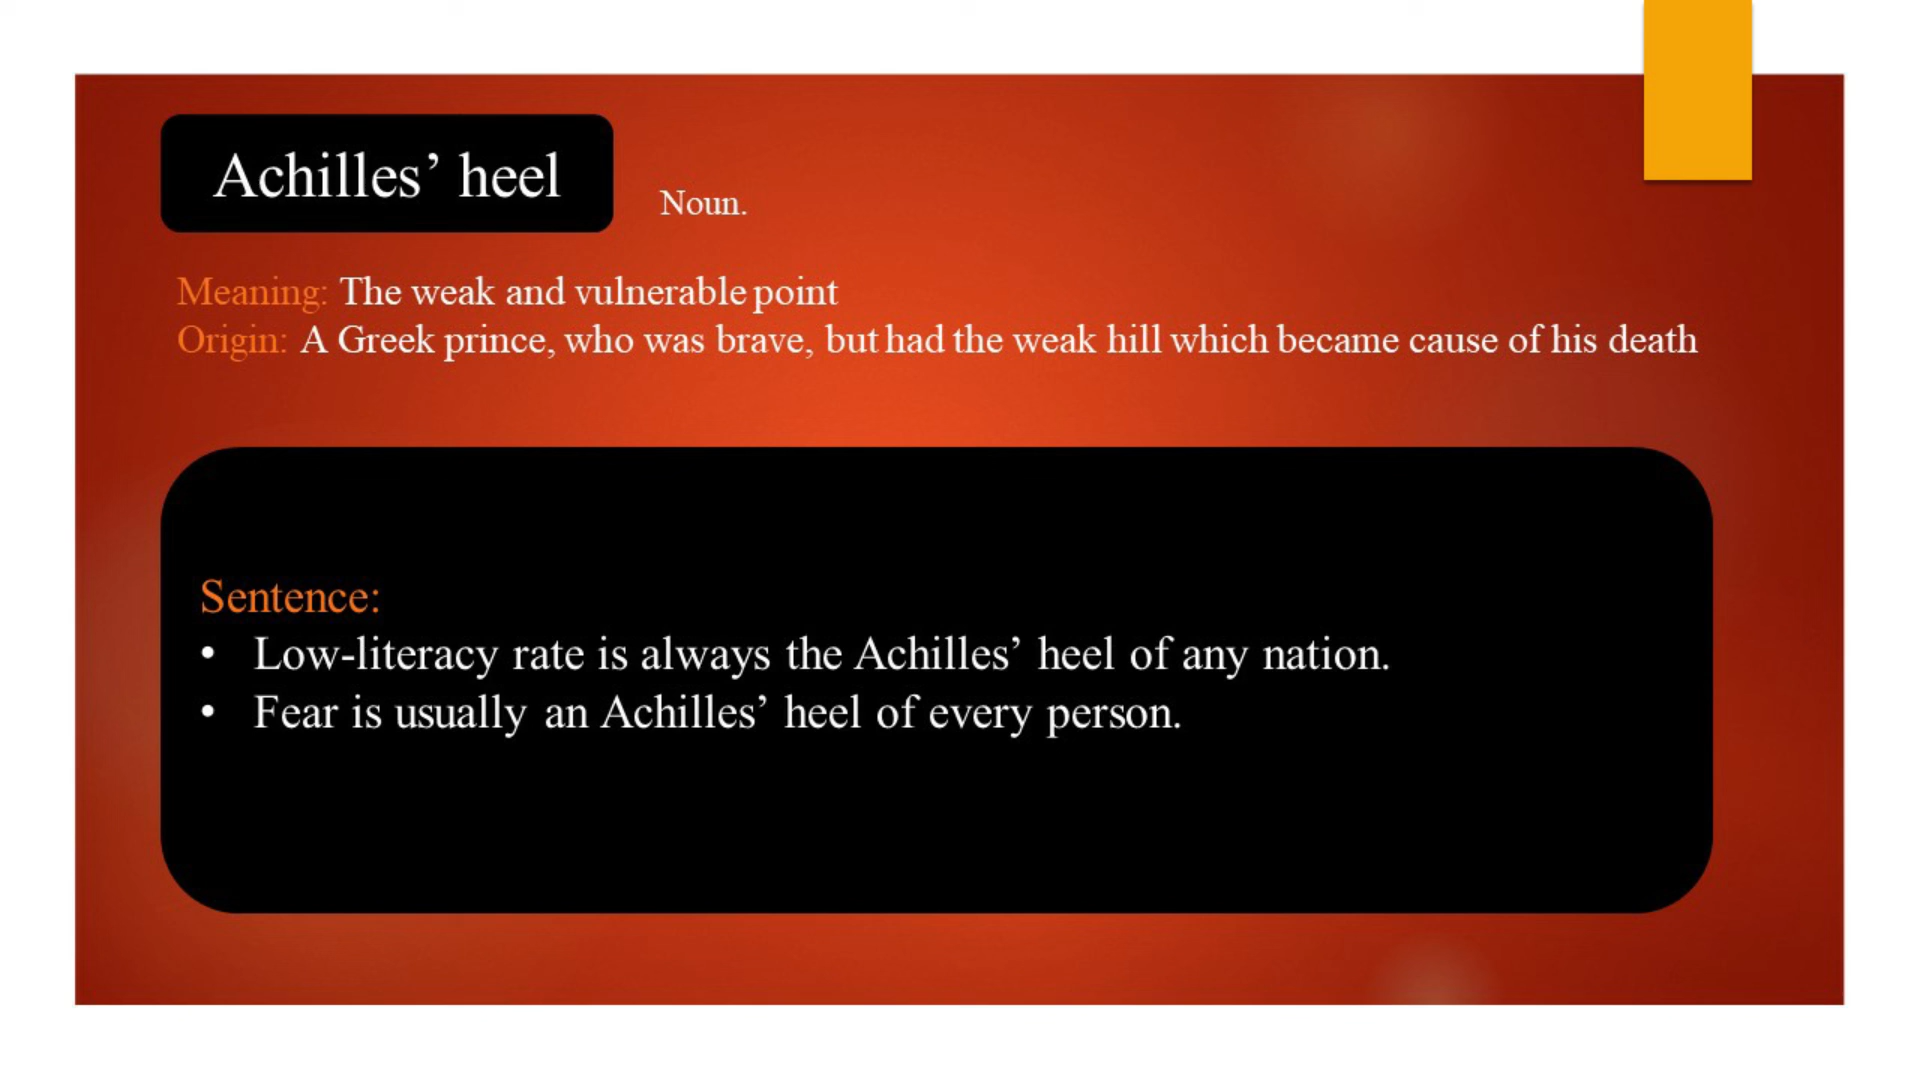 Achilles’ heel
Noun.
Meaning: The weak and vulnerable point
Origin: A Greek prince, who was brave, but had the weak hill which became cause of his death
Sentence:
• Low-literacy rate is always the Achilles’ heel of any nation.
• Fear is usually an Achilles’ heel of every person.